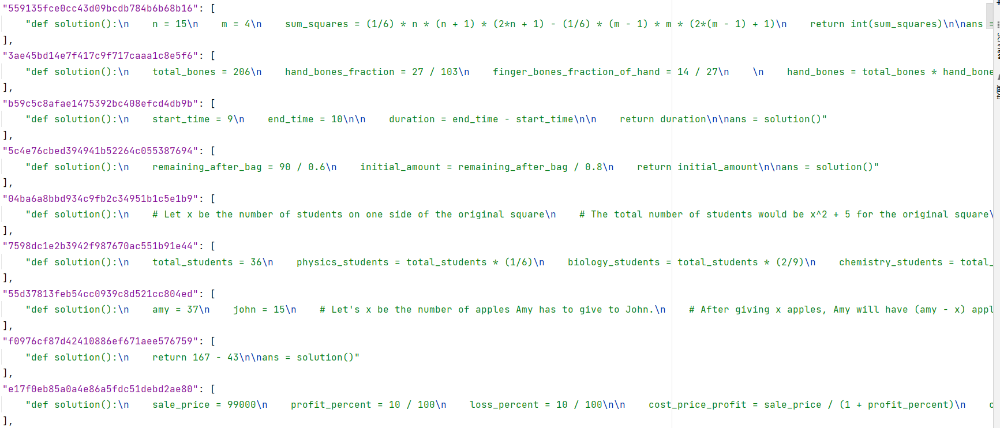 "559135fce0cc43d09bcdb784b6b68b16": [
"def solution():\n    n = 15\n    m = 4\n    sum_squares = (1/6) * n * (n + 1) * (2*n + 1) - (1/6) * (m - 1) * m * (2*(m - 1) + 1)\n    return int(sum_squares)\n\nans =
],
"3ae45bd14e7f417c9f717caaa1c8e5f6": [
"def solution():\n    total_bones = 206\n    hand_bones_fraction = 27 / 103\n    finger_bones_fraction_of_hand = 14 / 27\n    \n    hand_bones = total_bones * hand_bone
],
"b59c5c8afae1475392bc408efcd4db9b": [
"def solution():\n    start_time = 9\n    end_time = 10\n\n    duration = end_time - start_time\n\n    return duration\n\nans = solution()"
],
"5c4e76cbed394941b52264c055387694": [
"def solution():\n    remaining_after_bag = 90 / 0.6\n    initial_amount = remaining_after_bag / 0.8\n    return initial_amount\n\nans = solution()"
],
"04ba6a8bbd934c9fb2c34951b1c5e1b9": [
"def solution():\n    # Let x be the number of students on one side of the original square\n    # The total number of students would be x^2 + 5 for the original square\
],
"7598dc1e2b3942f987670ac551b91e44": [
"def solution():\n    total_students = 36\n    physics_students = total_students * (1/6)\n    biology_students = total_students * (2/9)\n    chemistry_students = total_
],
"55d37813feb54cc0939c8d521cc804ed": [
"def solution():\n    amy = 37\n    john = 15\n    # Let's x be the number of apples Amy has to give to John.\n    # After giving x apples, Amy will have (amy - x) appl
],
"f0976cf87d42410886ef671aee576759": [
"def solution():\n    return 167 - 43\n\nans = solution()"
],
"e17f0eb85a0a4e86a5fdc51debd2ae80": [
"def solution():\n    sale_price = 99000\n    profit_percent = 10 / 100\n    loss_percent = 10 / 100\n\n    cost_price_profit = sale_price / (1 + profit_percent)\n    c
],